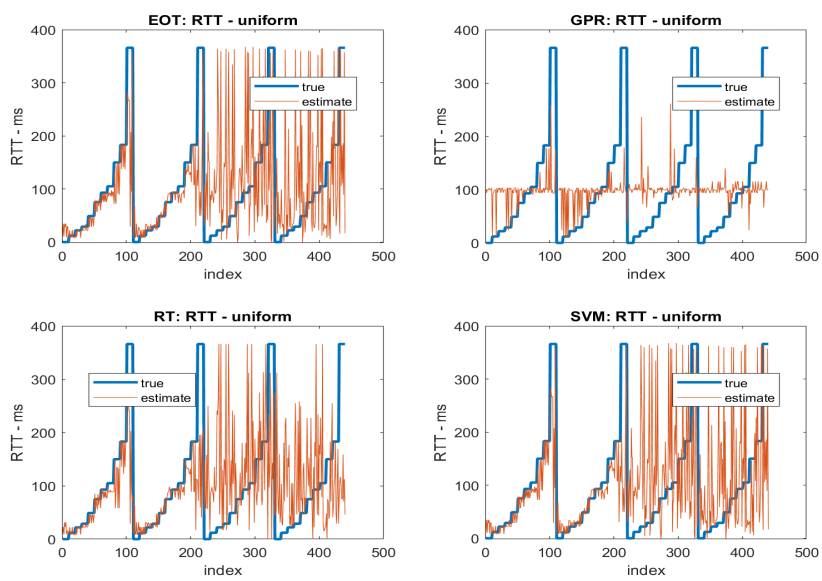 EOT: RTT - uniform
400
300
200
100
0
RTT - ms
true
estimate
0 100 200 300 400 500
index
GPR: RTT - uniform
400
300
200
100
0
RTT - ms
true
estimate
0 100 200 300 400 500
index
RT: RTT - uniform
400
300
200
100
0
RTT - ms
true
estimate
0 100 200 300 400 500
index
SVM: RTT - uniform
400
300
200
100
0
RTT - ms
true
estimate
0 100 200 300 400 500
index